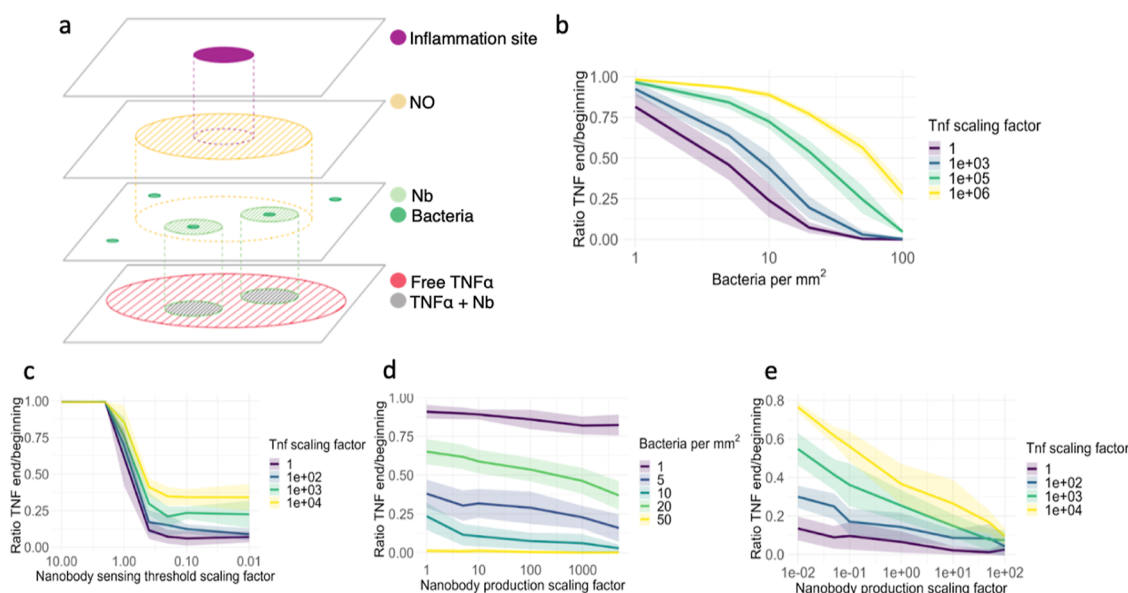 a
Inflammation site
NO
Nb
Bacteria
Free TNFα
TNFα + Nb
b
Ratio TNF end/beginning
1.00
0.75
0.50
0.25
0.00
1
10
100
Bacteria per mm²
Tnf scaling factor
1
1e+03
1e+05
1e+06
c
Ratio TNF end/beginning
1.00
0.75
0.50
0.25
0.00
10.00
1.00
0.10
0.01
Nanobody sensing threshold scaling factor
Tnf scaling factor
1
1e+02
1e+03
1e+04
d
Ratio TNF end/beginning
1.00
0.75
0.50
0.25
0.00
1
10
100
1000
Nanobody production scaling factor
Bacteria per mm²
1
5
10
20
50
e
Ratio TNF end/beginning
0.8
0.6
0.4
0.2
0.0
1e-02
1e-01
1e+00
1e+01
1e+02
Nanobody production scaling factor
Tnf scaling factor
1
1e+02
1e+03
1e+04